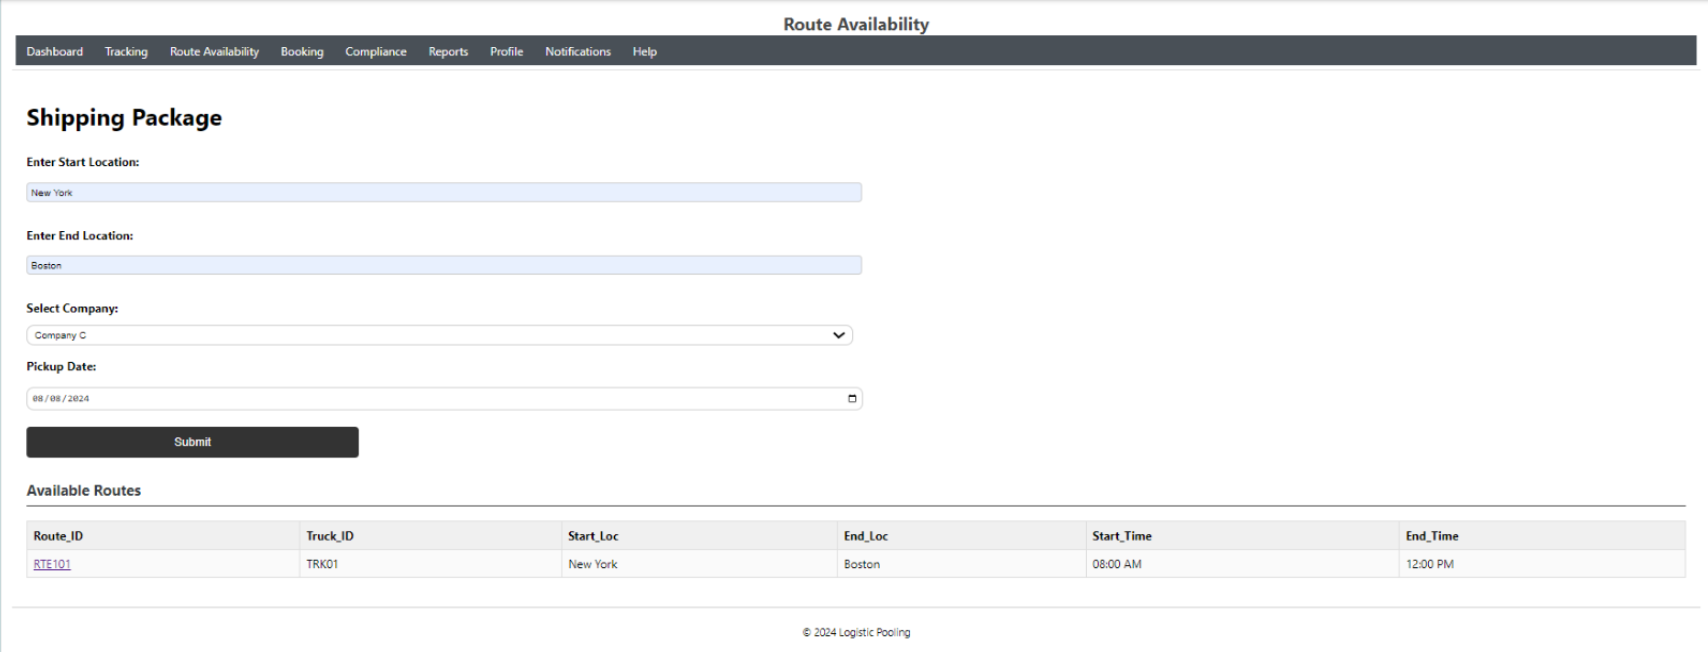 Route Availability
Dashboard Tracking Route Availability Booking Compliance Reports Profile Notifications Help
Shipping Package
Enter Start Location:
New York
Enter End Location:
Boston
Select Company:
Company C
Pickup Date:
08/08/2024
Submit
Available Routes
Route_ID Truck_ID Start_Loc End_Loc Start_Time End_Time
RTE101 TRK01 New York Boston 08:00 AM 12:00 PM
© 2024 Logistic Pooling